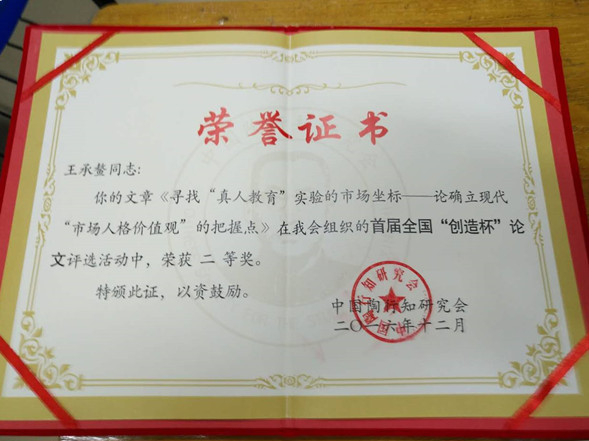 荣誉证书
王承鳌同志：
你的文章《寻找“真人教育”实验的市场坐标——论确立现代
“市场人格价值观”的把握点》在我会组织的首届全国“创造杯”论
文评选活动中，荣获 二 等奖。
特颁此证，以资鼓励。
中国陶行知研究会
二〇一六年十二月